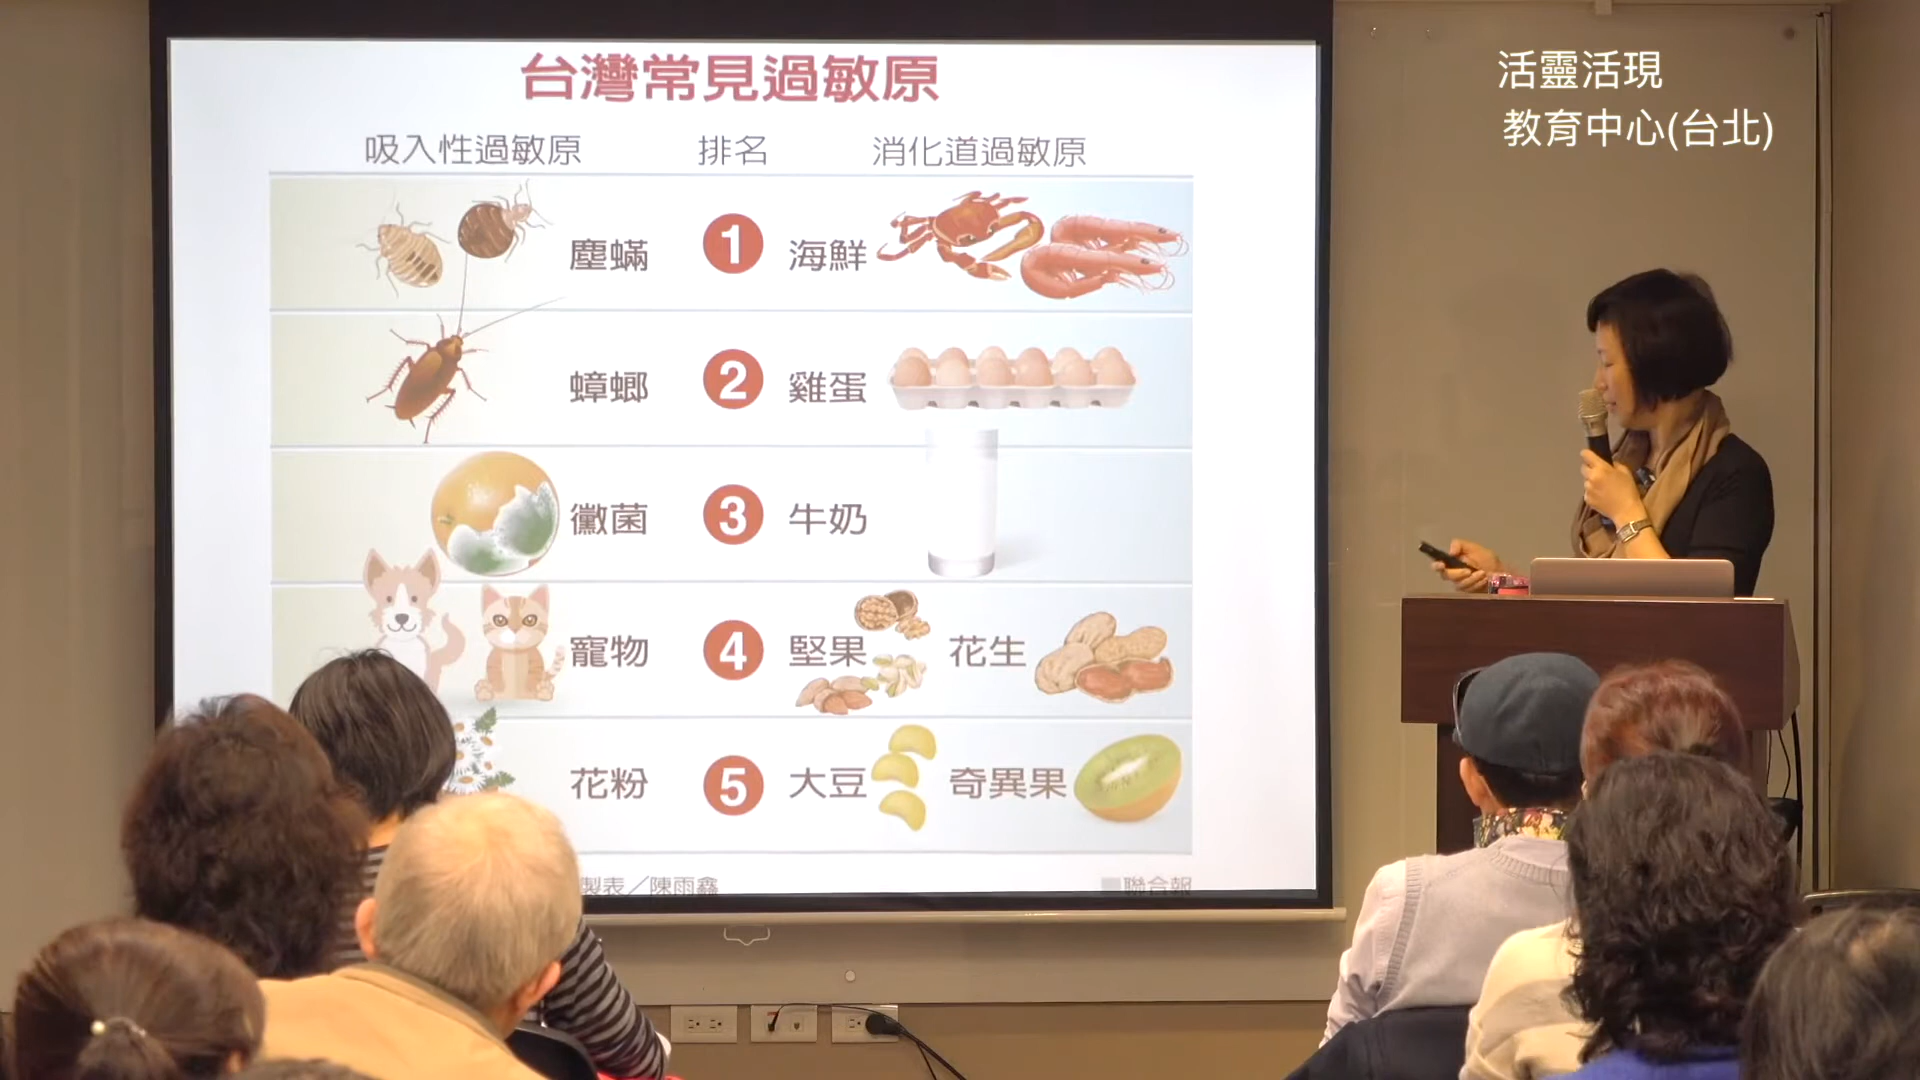 台灣常見過敏原
吸入性過敏原 排名 消化道過敏原
塵蟎 1 海鮮
蟑螂 2 雞蛋
黴菌 3 牛奶
寵物 4 堅果 花生
花粉 5 大豆 奇異果
製表／陳雨鑫 聯合報
活靈活現
教育中心(台北)